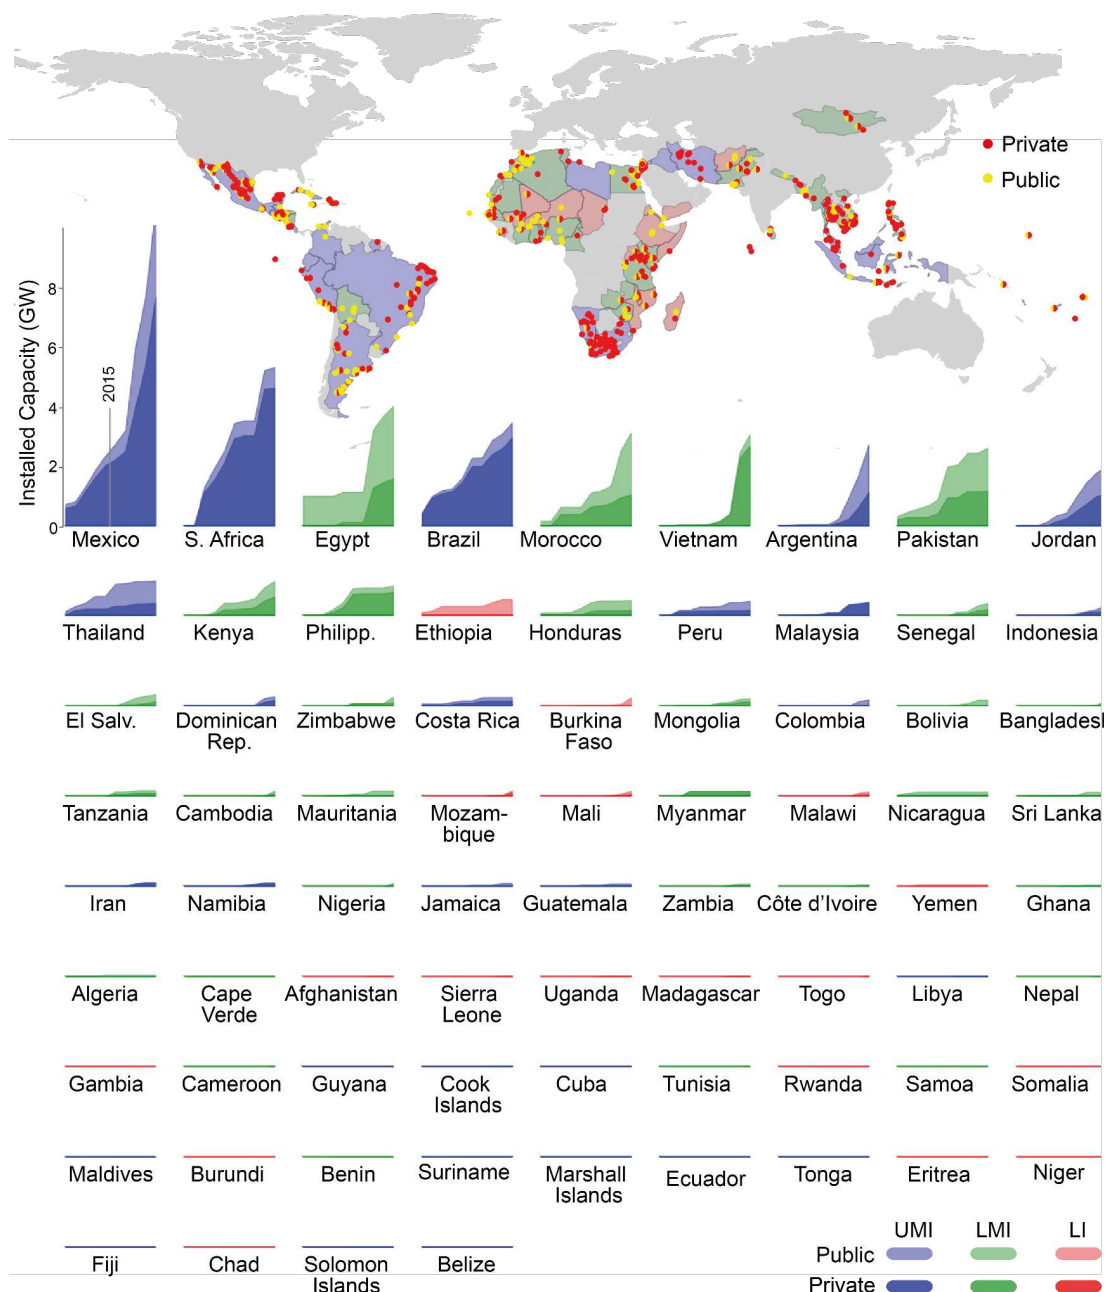 Private
Public
Installed Capacity (GW)
8
6
4
2
0
2015
Mexico S. Africa Egypt Brazil Morocco Vietnam Argentina Pakistan Jordan
Thailand Kenya Philipp. Ethiopia Honduras Peru Malaysia Senegal Indonesia
El Salv. Dominican Zimbabwe Costa Rica Burkina Mongolia Colombia Bolivia Bangladesh
Rep. Faso
Tanzania Cambodia Mauritania Mozam- Mali Myanmar Malawi Nicaragua Sri Lanka
bique
Iran Namibia Nigeria Jamaica Guatemala Zambia Côte d'Ivoire Yemen Ghana
Algeria Cape Afghanistan Sierra Uganda Madagascar Togo Libya Nepal
Verde Leone
Gambia Cameroon Guyana Cook Cuba Tunisia Rwanda Samoa Somalia
Islands
Maldives Burundi Benin Suriname Marshall Ecuador Tonga Eritrea Niger
Islands
UMI LMI LI
Public
Fiji Chad Solomon Belize
Islands
Private